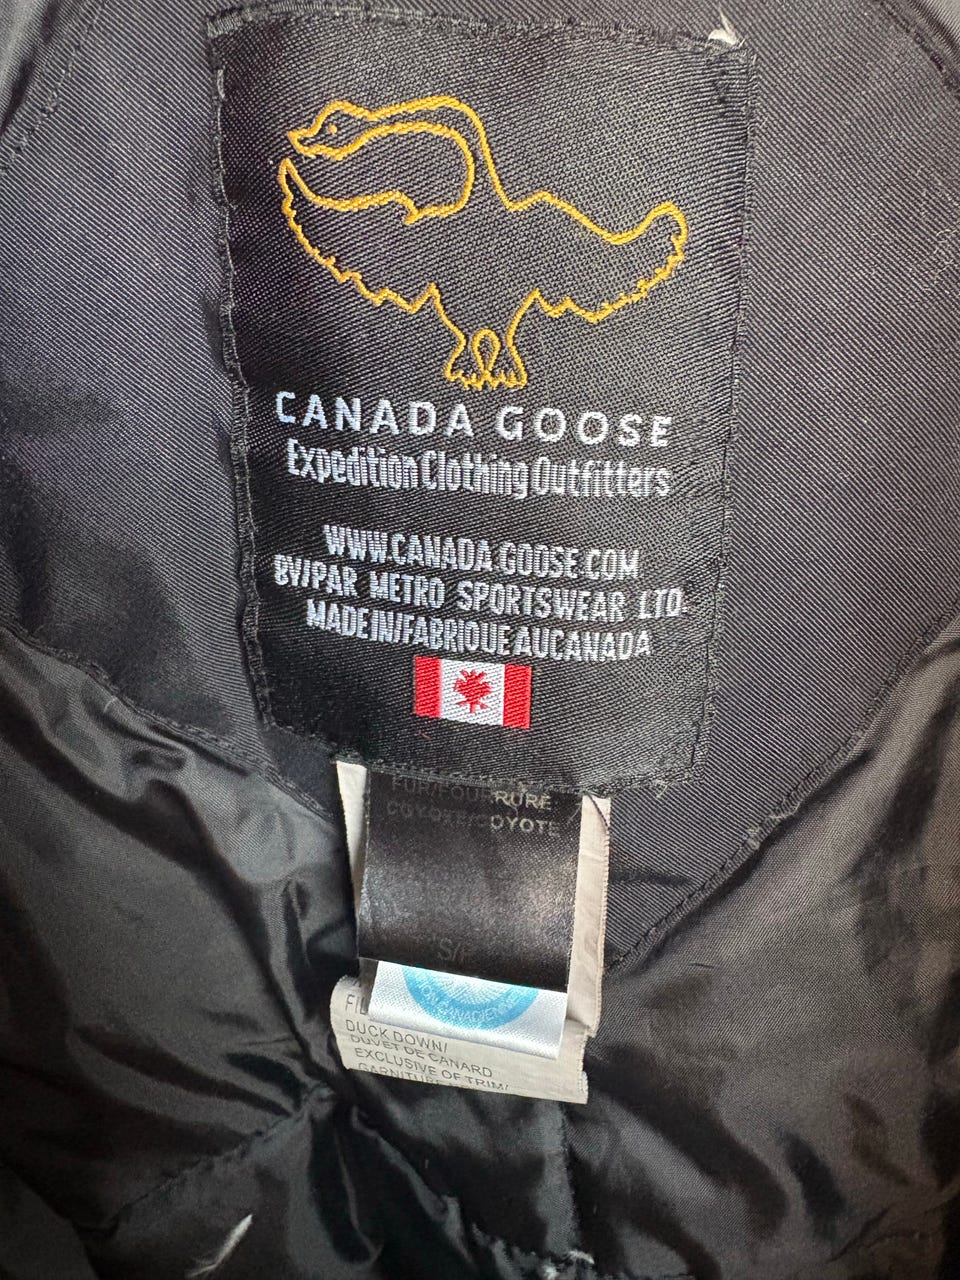 CANADA GOOSE
Expedition Clothing Outfitters
WWW.CANADA GOOSE.COM
BY/PAR METRO SPORTSWEAR LTD.
MADE IN/FABRIQUE AU CANADA
FUR/FOURRURE
COYOTE/COYOTE
S/P
DUCK DOWN/
DUVET DE CANARD
EXCLUSIVE OF TRIM/
GARNITURE